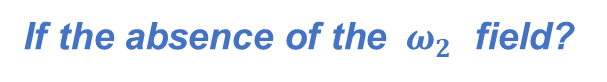 If the absence of the ω₂ field?